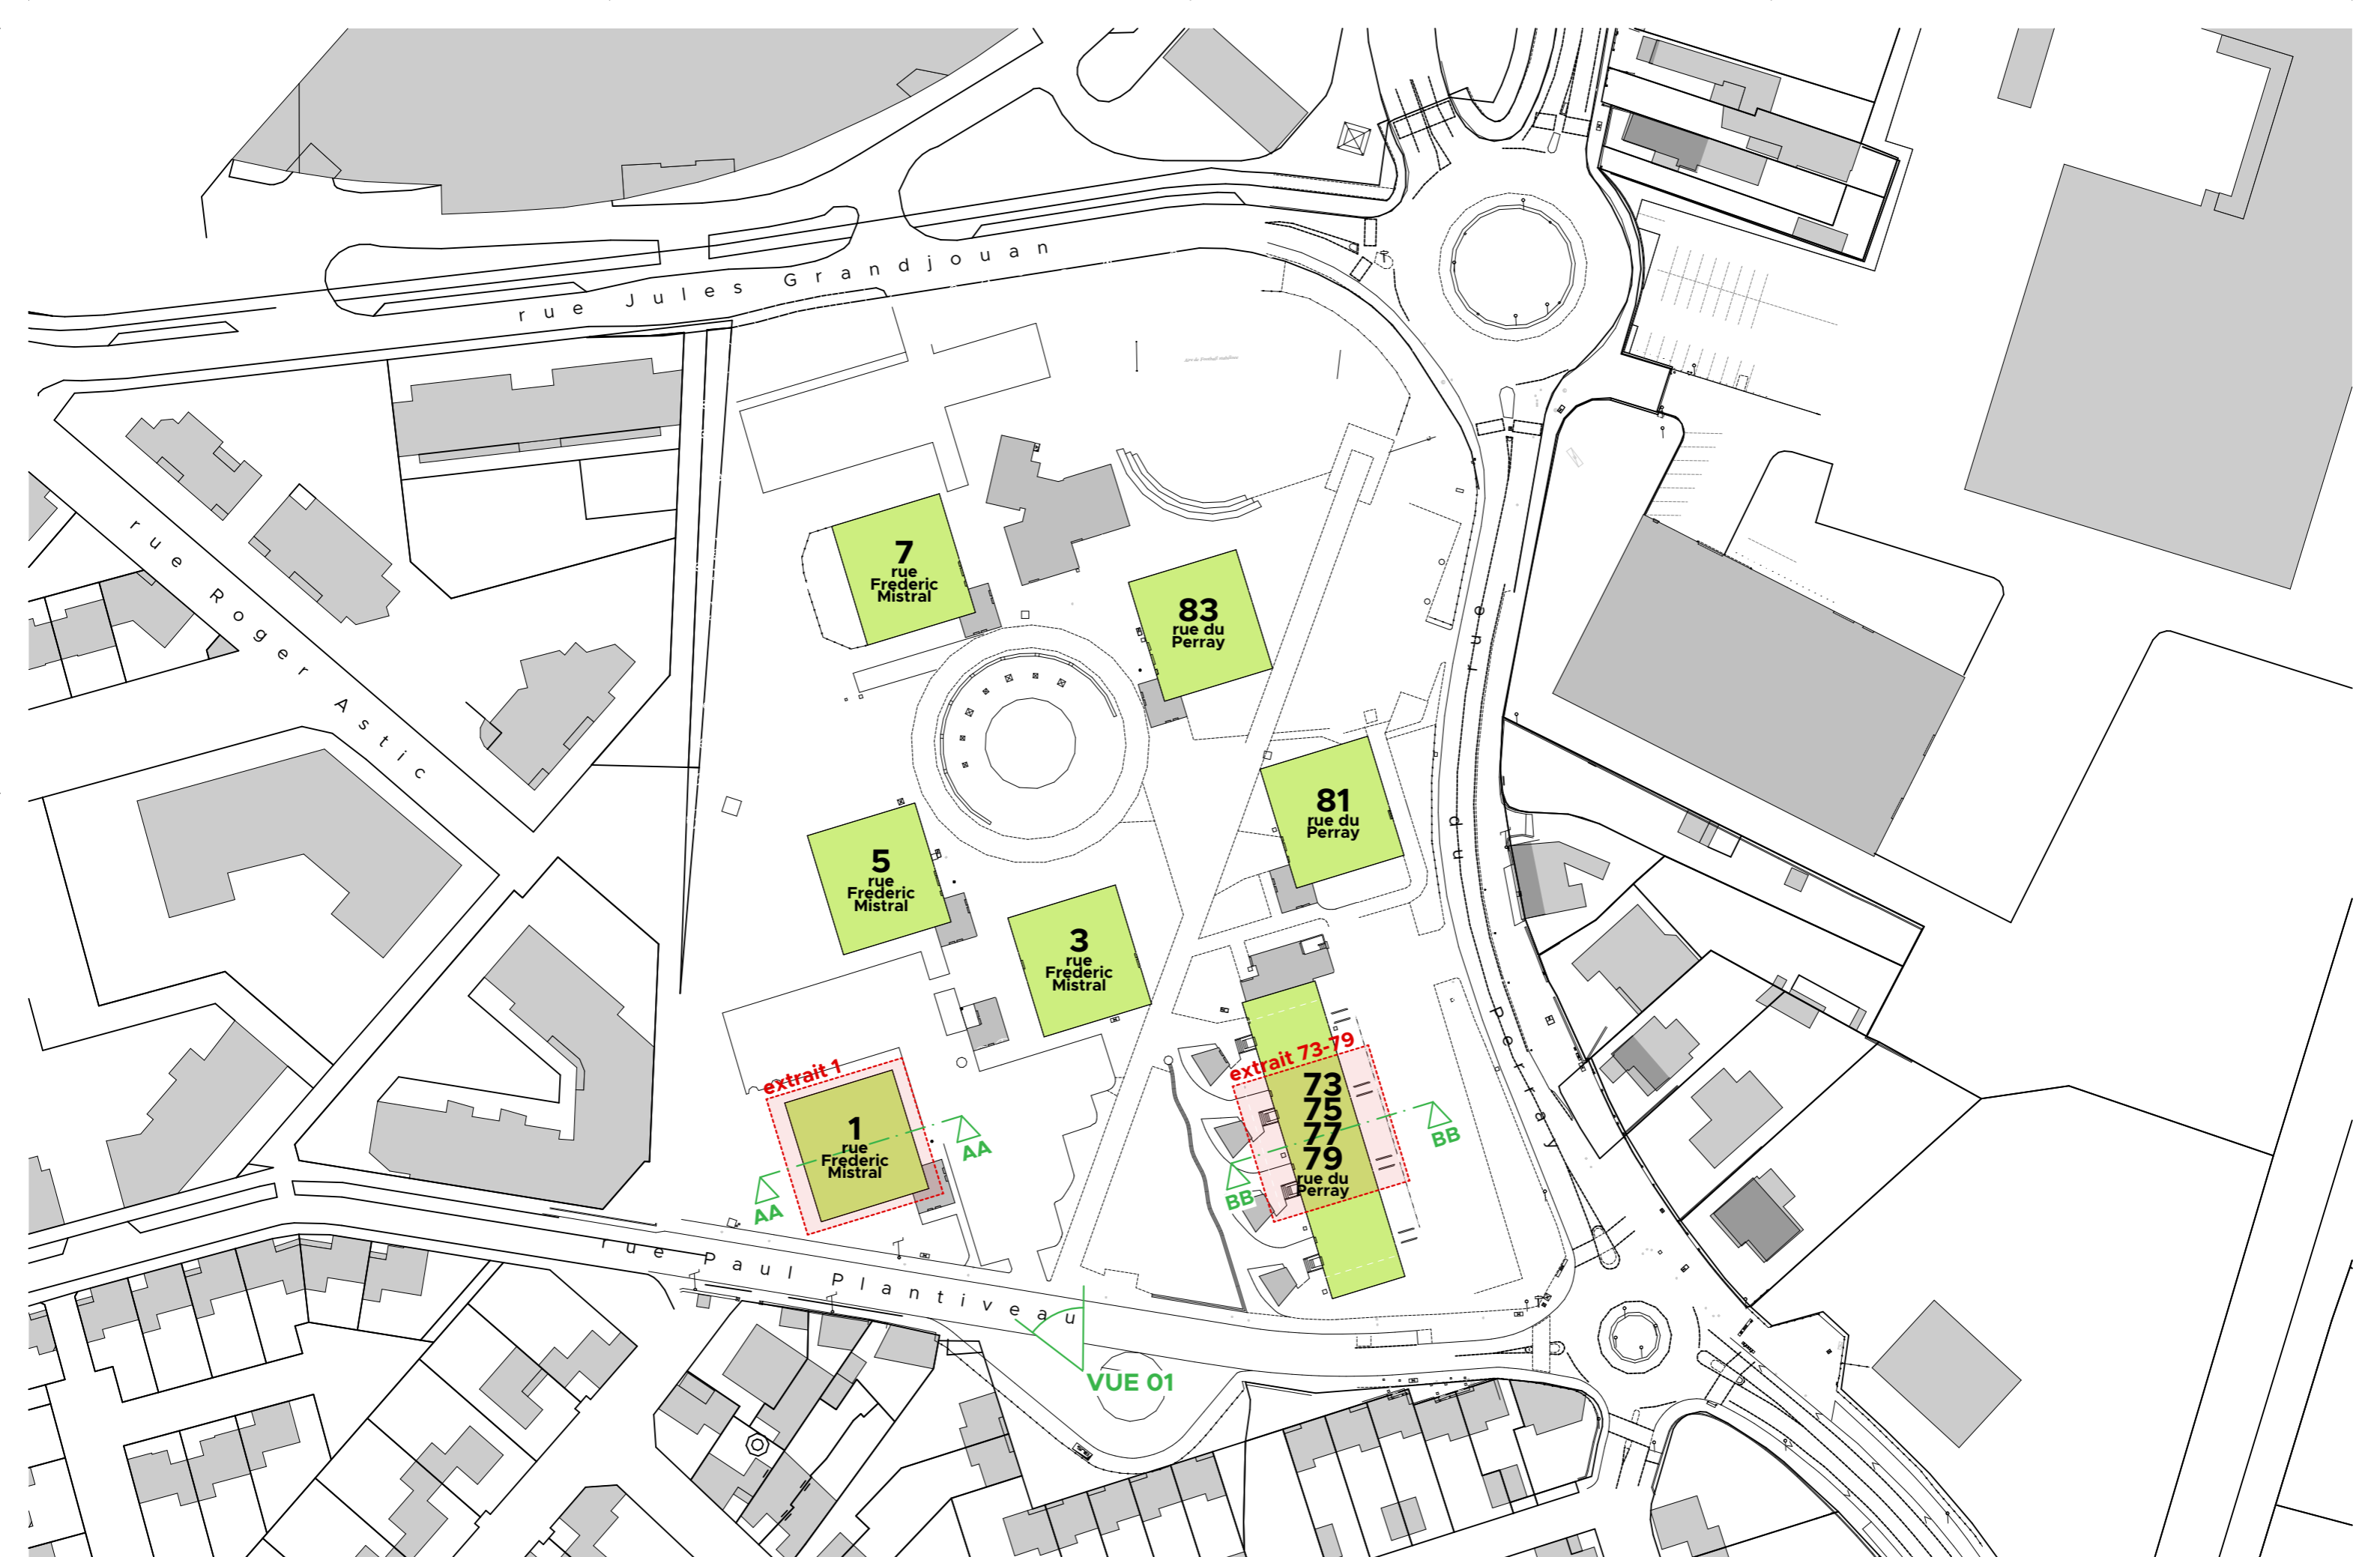 rue Jules Grandjouan
rue Roger Astic
7
rue
Frederic
Mistral
83
rue du
Perray
81
rue du
Perray
5
rue
Frederic
Mistral
3
rue
Frederic
Mistral
rue du Perray
extrait 1
1
rue
Frederic
Mistral
AA
AA
extrait 73-79
73
75
77
79
rue du
Perray
BB
BB
rue Paul Plantiveau
VUE 01